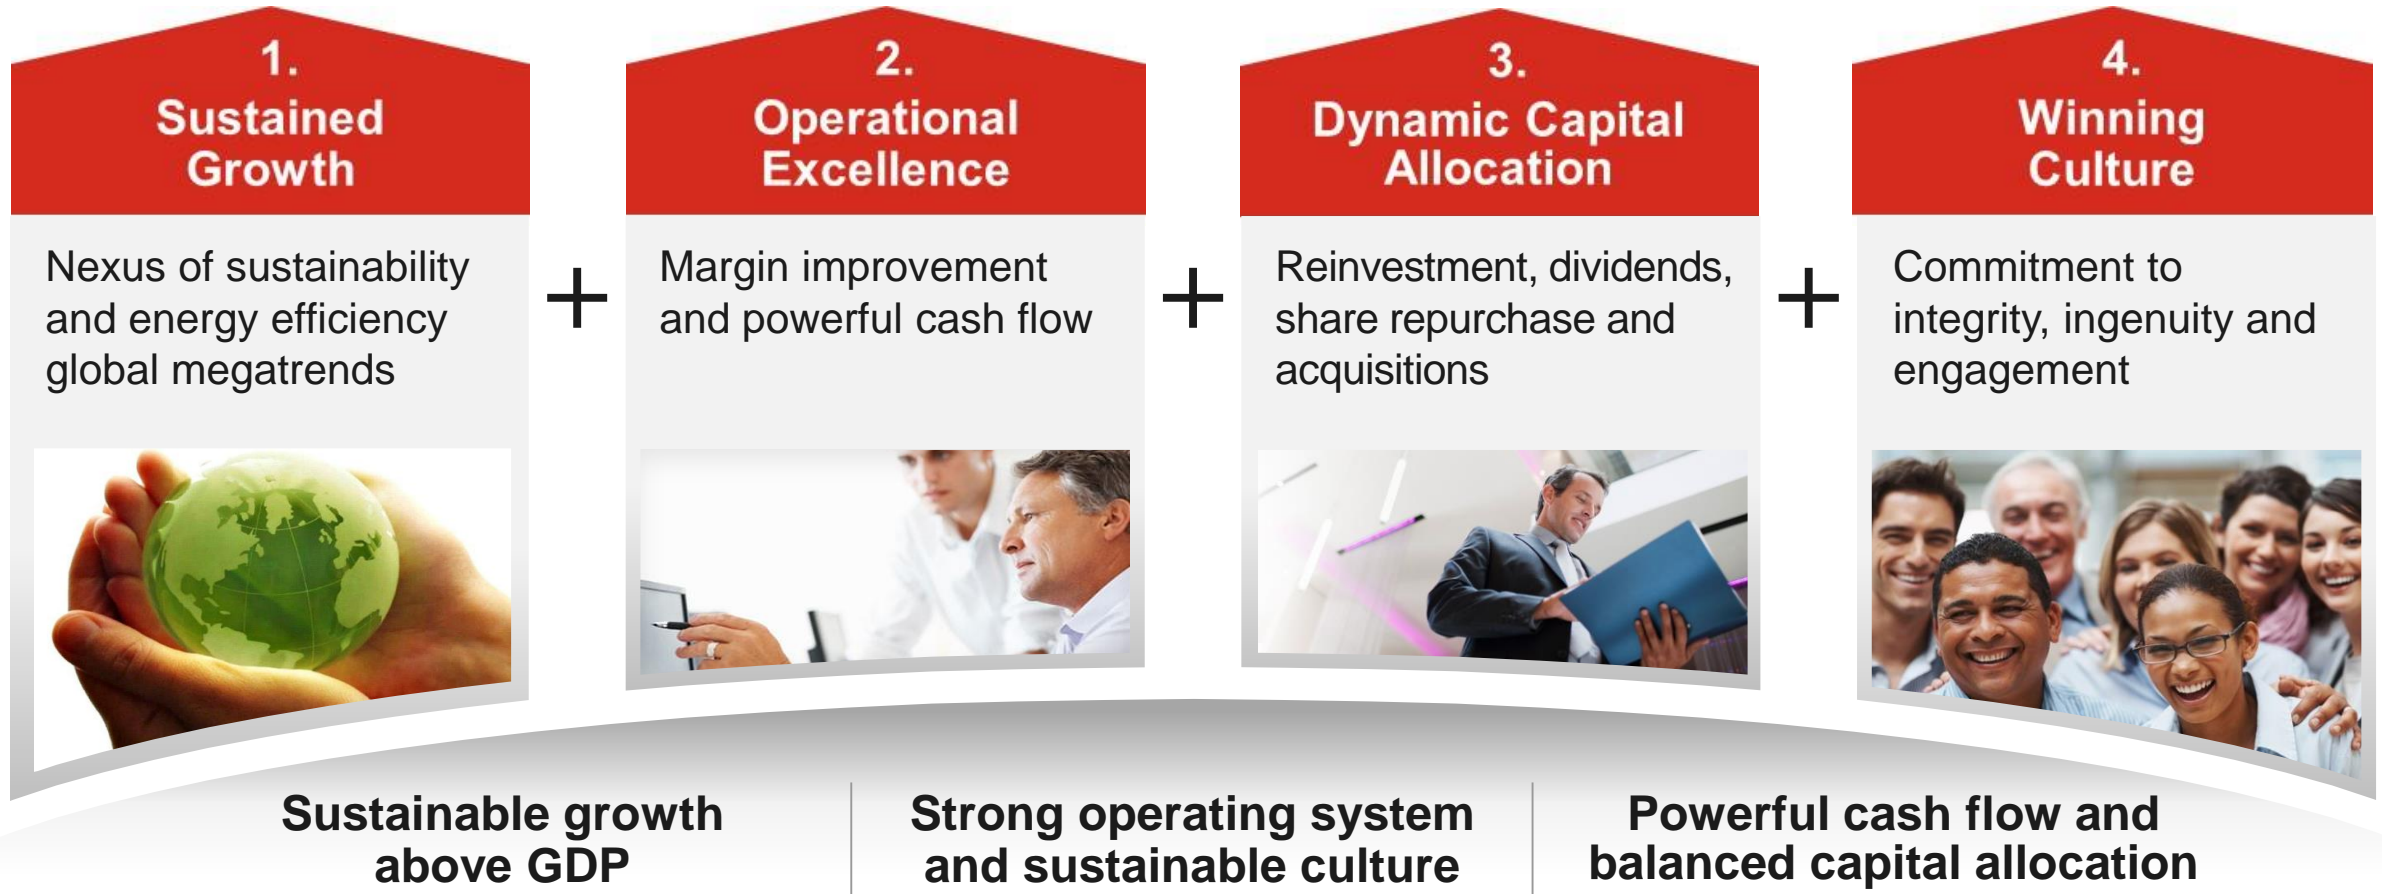 1.
Sustained
Growth
Nexus of sustainability
and energy efficiency
global megatrends
+
2.
Operational
Excellence
Margin improvement
and powerful cash flow
+
3.
Dynamic Capital
Allocation
Reinvestment, dividends,
share repurchase and
acquisitions
+
4.
Winning
Culture
Commitment to
integrity, ingenuity and
engagement
Sustainable growth
above GDP
Strong operating system
and sustainable culture
Powerful cash flow and
balanced capital allocation